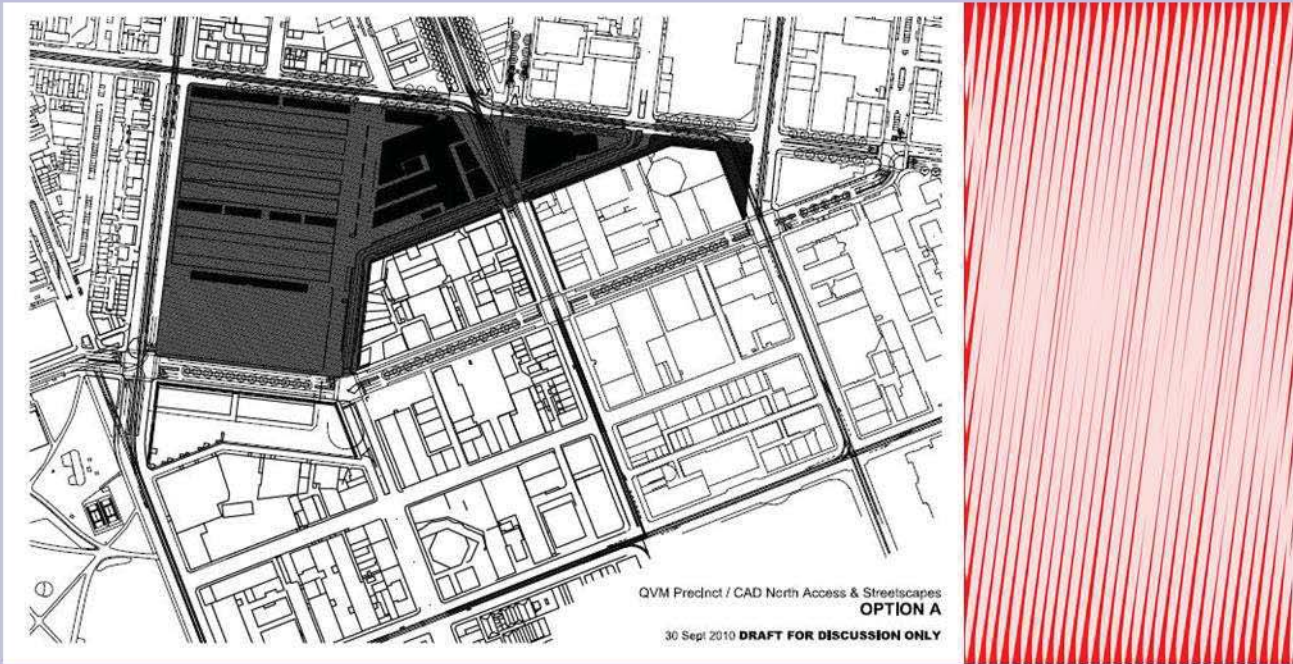 QVM Precinct / CAD North Access & Streetscapes
OPTION A
30 Sept 2010 DRAFT FOR DISCUSSION ONLY